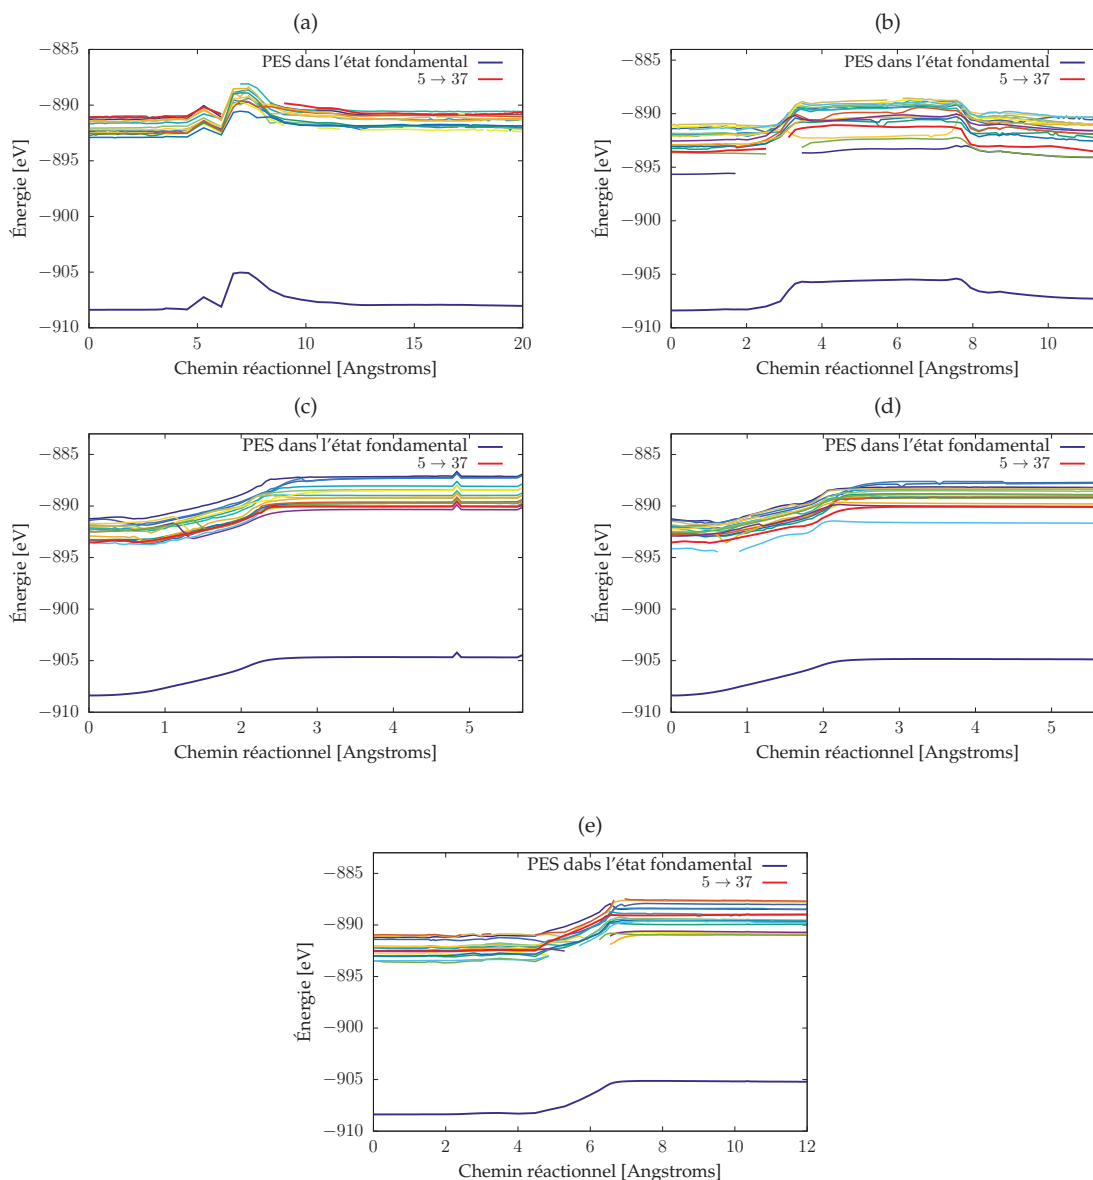 (a)
Énergie [eV]
−885
−890
−895
−900
−905
−910
PES dans l'état fondamental
5 → 37
0 5 10 15 20
Chemin réactionnel [Angstroms]
(b)
Énergie [eV]
−885
−890
−895
−900
−905
−910
PES dans l'état fondamental
5 → 37
0 2 4 6 8 10
Chemin réactionnel [Angstroms]
(c)
Énergie [eV]
−885
−890
−895
−900
−905
−910
PES dans l'état fondamental
5 → 37
0 1 2 3 4 5
Chemin réactionnel [Angstroms]
(d)
Énergie [eV]
−885
−890
−895
−900
−905
−910
PES dans l'état fondamental
5 → 37
0 1 2 3 4 5
Chemin réactionnel [Angstroms]
(e)
Énergie [eV]
−885
−890
−895
−900
−905
−910
PES dabs l'état fondamental
5 → 37
0 2 4 6 8 10 12
Chemin réactionnel [Angstroms]